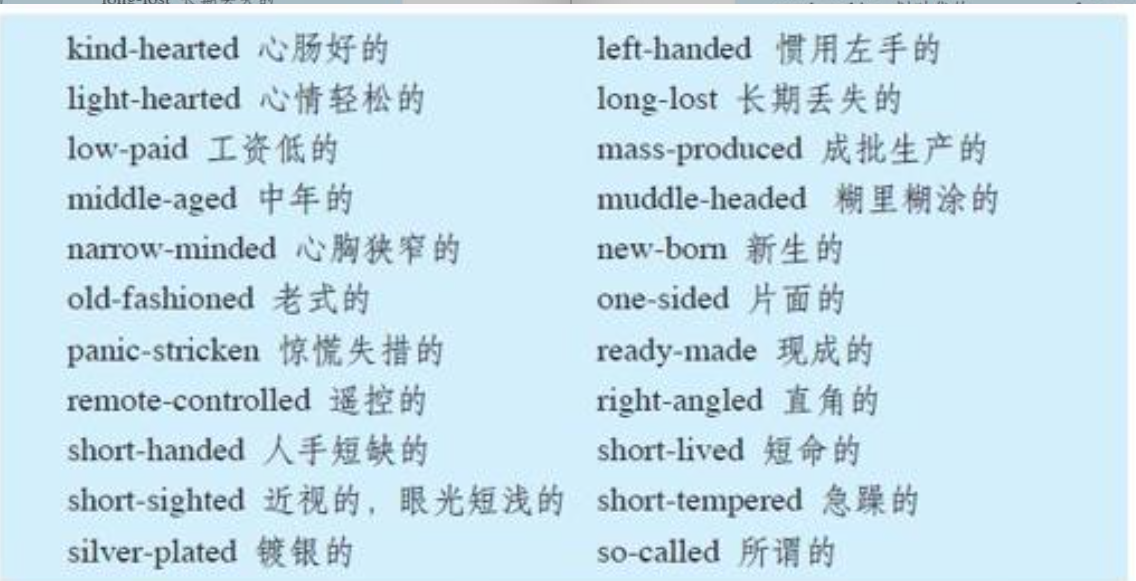 kind-hearted 心肠好的
left-handed 惯用左手的
light-hearted 心情轻松的
long-lost 长期丢失的
low-paid 工资低的
mass-produced 成批生产的
middle-aged 中年的
muddle-headed 糊里糊涂的
narrow-minded 心胸狭窄的
new-born 新生的
old-fashioned 老式的
one-sided 片面的
panic-stricken 惊慌失措的
ready-made 现成的
remote-controlled 遥控的
right-angled 直角的
short-handed 人手短缺的
short-lived 短命的
short-sighted 近视的，眼光短浅的
short-tempered 急躁的
silver-plated 镀银的
so-called 所谓的